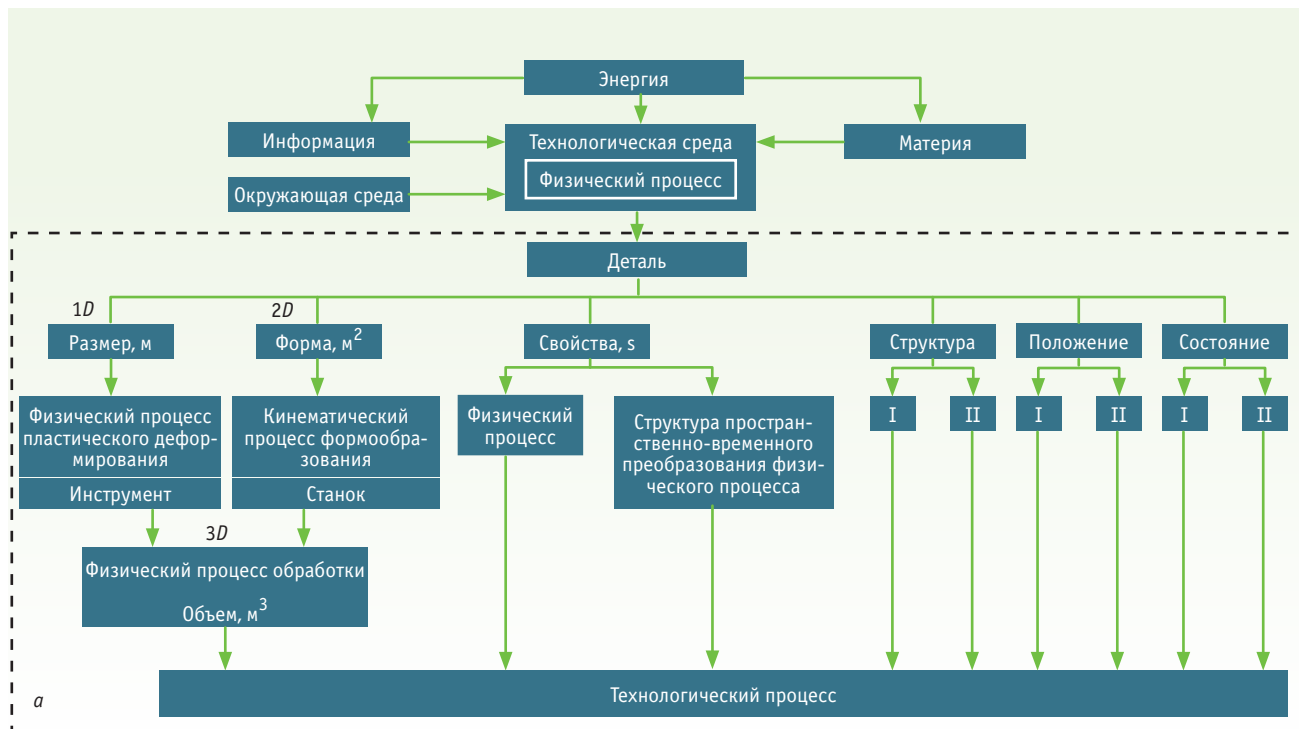 Энергия
Информация
Технологическая среда
Материя
Физический процесс
Окружающая среда
Деталь
1D
2D
Размер, м
Форма, м²
Свойства, s
Структура
Положение
Состояние
Физический процесс
пластического дефор-
мирования
Инструмент
Кинематический
процесс формообра-
зования
Станок
Физический
процесс
Структура простран-
ственно-временного
преобразования физи-
ческого процесса
I
II
I
II
I
II
3D
Физический процесс обработки
Объем, м³
Технологический процесс
а